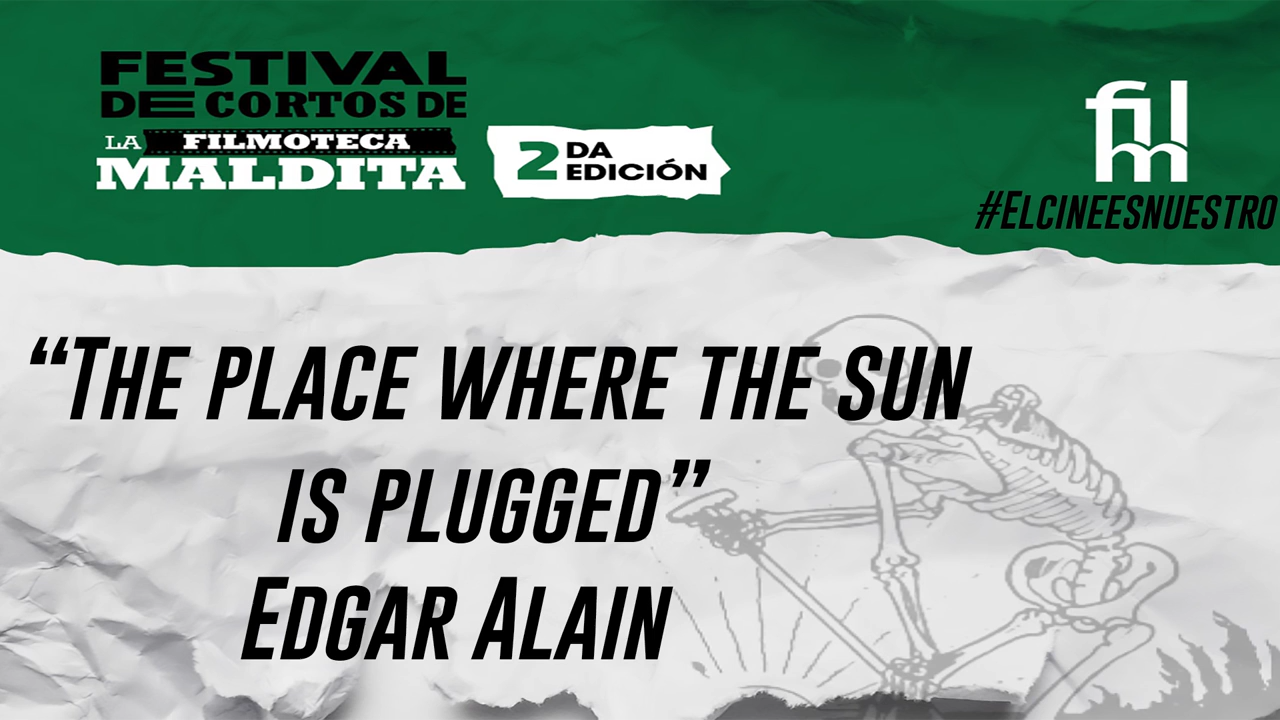 FESTIVAL
DE CORTOS DE
LA FILMOTECA
MALDITA
2DA
EDICIÓN
film
#ELCINEESNUESTRO
“THE PLACE WHERE THE SUN
IS PLUGGED”
EDGAR ALAIN